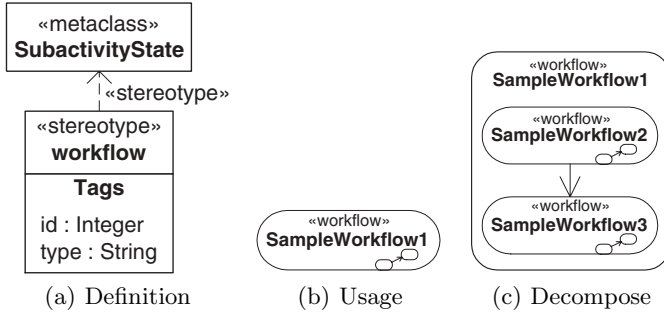 «metaclass»
SubactivityState
«stereotype»
«stereotype»
workflow
Tags
id : Integer
type : String
(a) Definition
«workflow»
SampleWorkflow1
(b) Usage
«workflow»
SampleWorkflow1
«workflow»
SampleWorkflow2
«workflow»
SampleWorkflow3
(c) Decompose